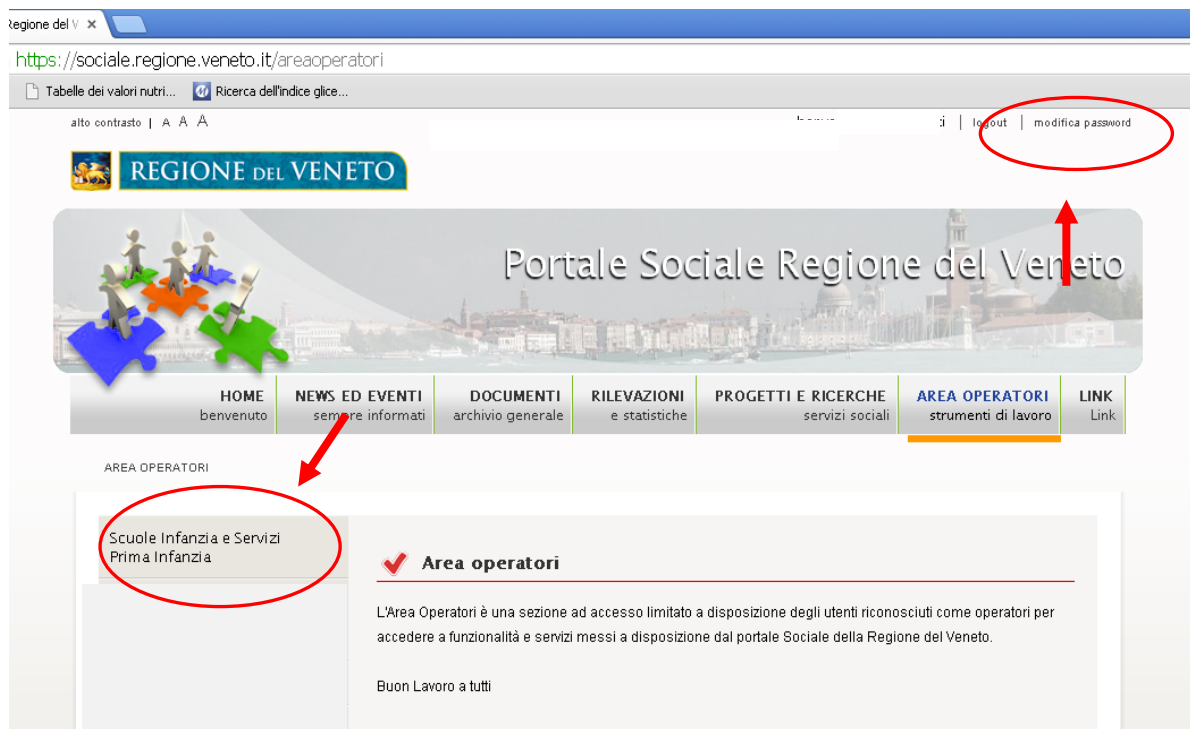 Regione del V
https://sociale.regione.veneto.it/areaoperatori
Tabelle dei valori nutri... Ricerca dell'indice glice...
alto contrasto | A A A
logout | modifica password
REGIONE DEL VENETO
Portale Sociale Regione del Veneto
HOME NEWS ED EVENTI DOCUMENTI RILEVAZIONI PROGETTI E RICERCHE AREA OPERATORI LINK
benvenuto sempre informati archivio generale e statistiche servizi sociali strumenti di lavoro Link
AREA OPERATORI
Scuole Infanzia e Servizi
Prima Infanzia
Area operatori
L'Area Operatori è una sezione ad accesso limitato a disposizione degli utenti riconosciuti come operatori per
accedere a funzionalità e servizi messi a disposizione dal portale Sociale della Regione del Veneto.
Buon Lavoro a tutti